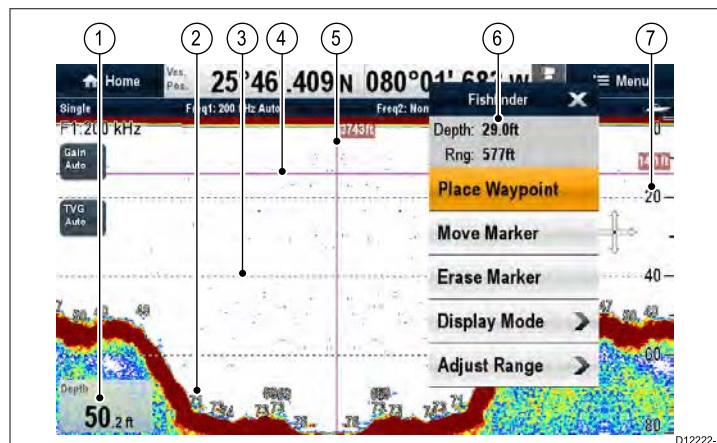 1 2 3 4 5 6 7
Home Ves. Pos. 25°46 .409 N 080°01'.682 W Menu
Single Freq1: 200 kHz Auto Freq2: Non
Fishfinder X
F1:200 kHz
3743ft
0
Depth: 29.0ft
Rng: 577ft
Gain
Auto
Place Waypoint
TVG
Auto
20
Move Marker
Erase Marker
40
Display Mode
60
Adjust Range
Depth
50.2 ft
80
D12222-